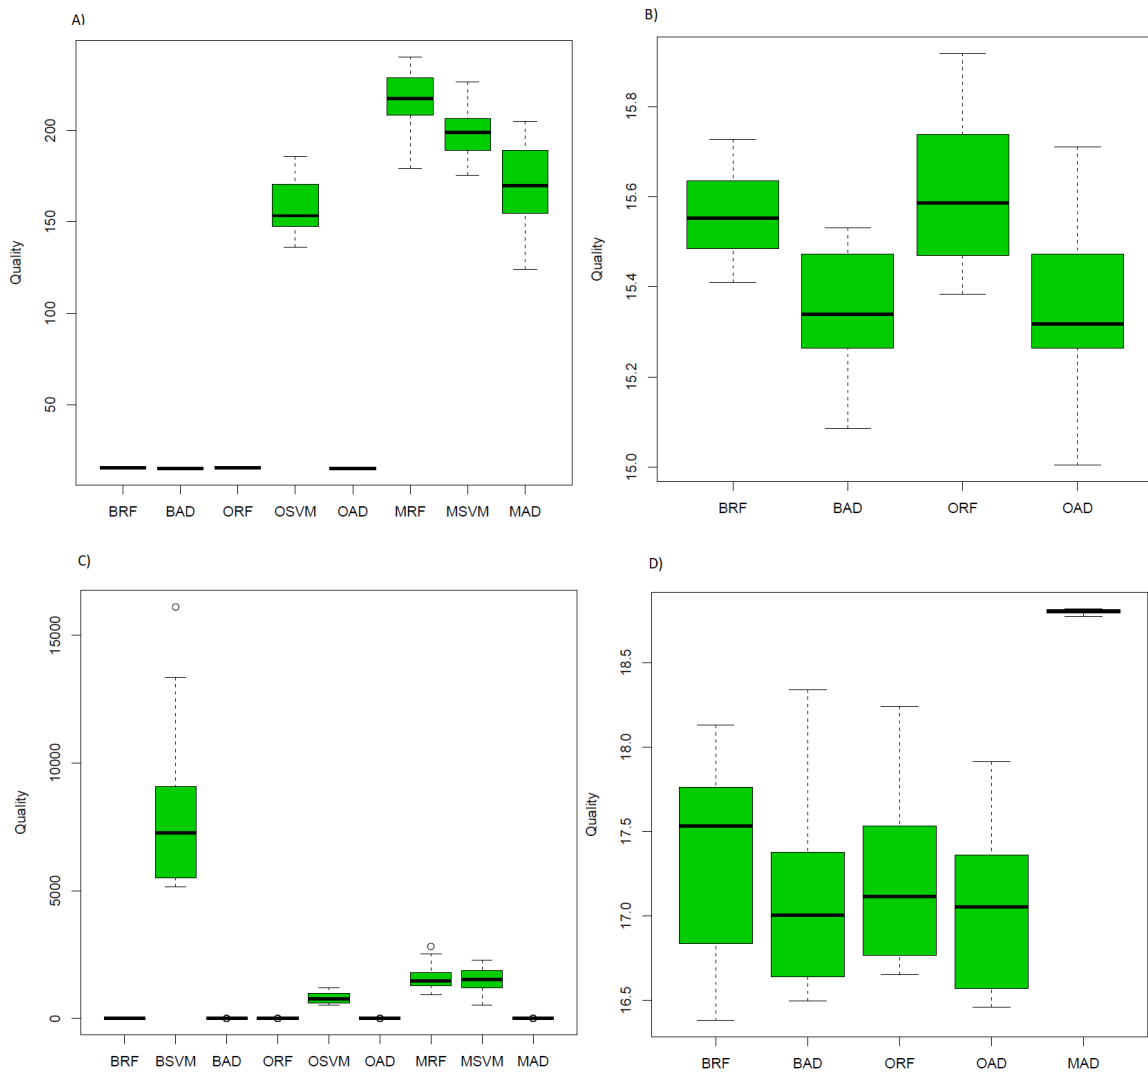 A)
Quality
50
100
150
200
BRF BAD ORF OSVM OAD MRF MSVM MAD
B)
Quality
15.0
15.2
15.4
15.6
15.8
BRF BAD ORF OAD
C)
Quality
0
5000
10000
15000
BRF BSVM BAD ORF OSVM OAD MRF MSVM MAD
D)
Quality
16.5
17.0
17.5
18.0
18.5
BRF BAD ORF OAD MAD